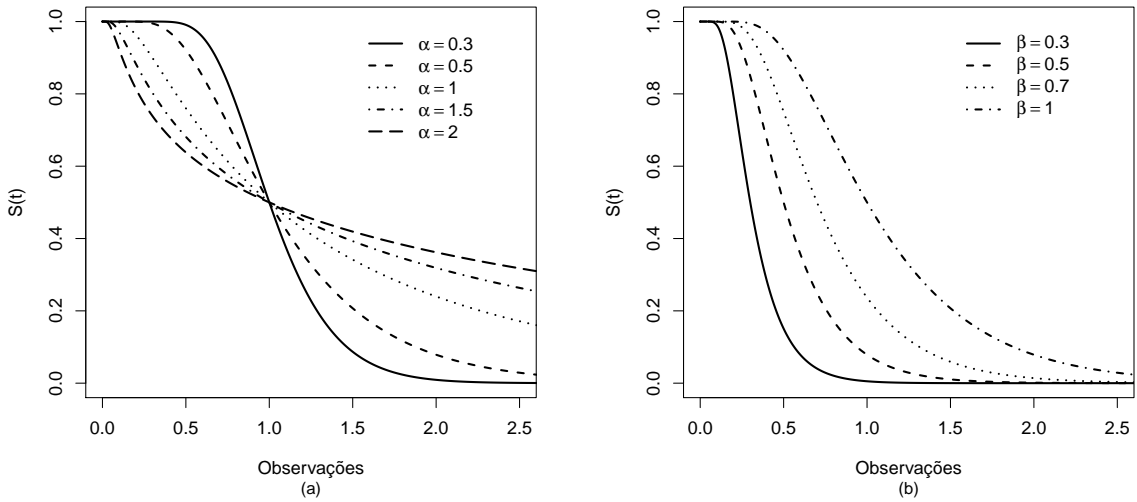 S(t)
1.0
0.8
0.6
0.4
0.2
0.0
α = 0.3
α = 0.5
α = 1
α = 1.5
α = 2
0.0 0.5 1.0 1.5 2.0 2.5
Observações
(a)
S(t)
1.0
0.8
0.6
0.4
0.2
0.0
β = 0.3
β = 0.5
β = 0.7
β = 1
0.0 0.5 1.0 1.5 2.0 2.5
Observações
(b)